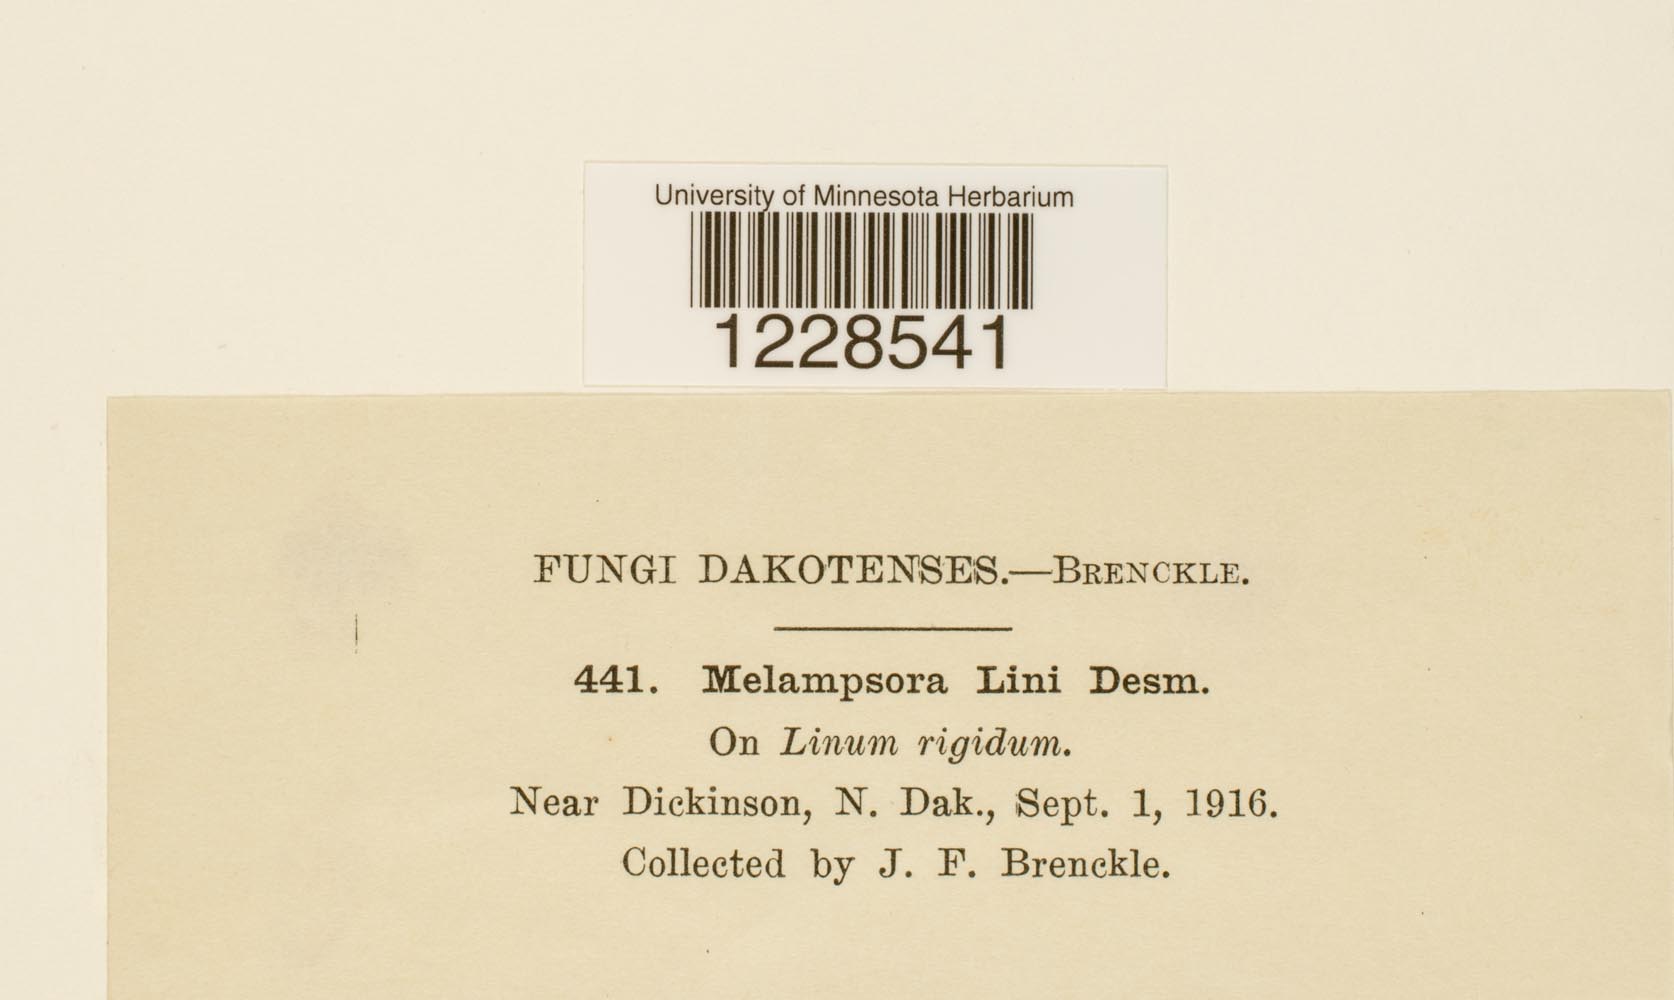 University of Minnesota Herbarium
1228541
FUNGI DAKOTENSES.—BRENCKLE.
441. Melampsora Lini Desm.
On Linum rigidum.
Near Dickinson, N. Dak., Sept. 1, 1916.
Collected by J. F. Brenckle.